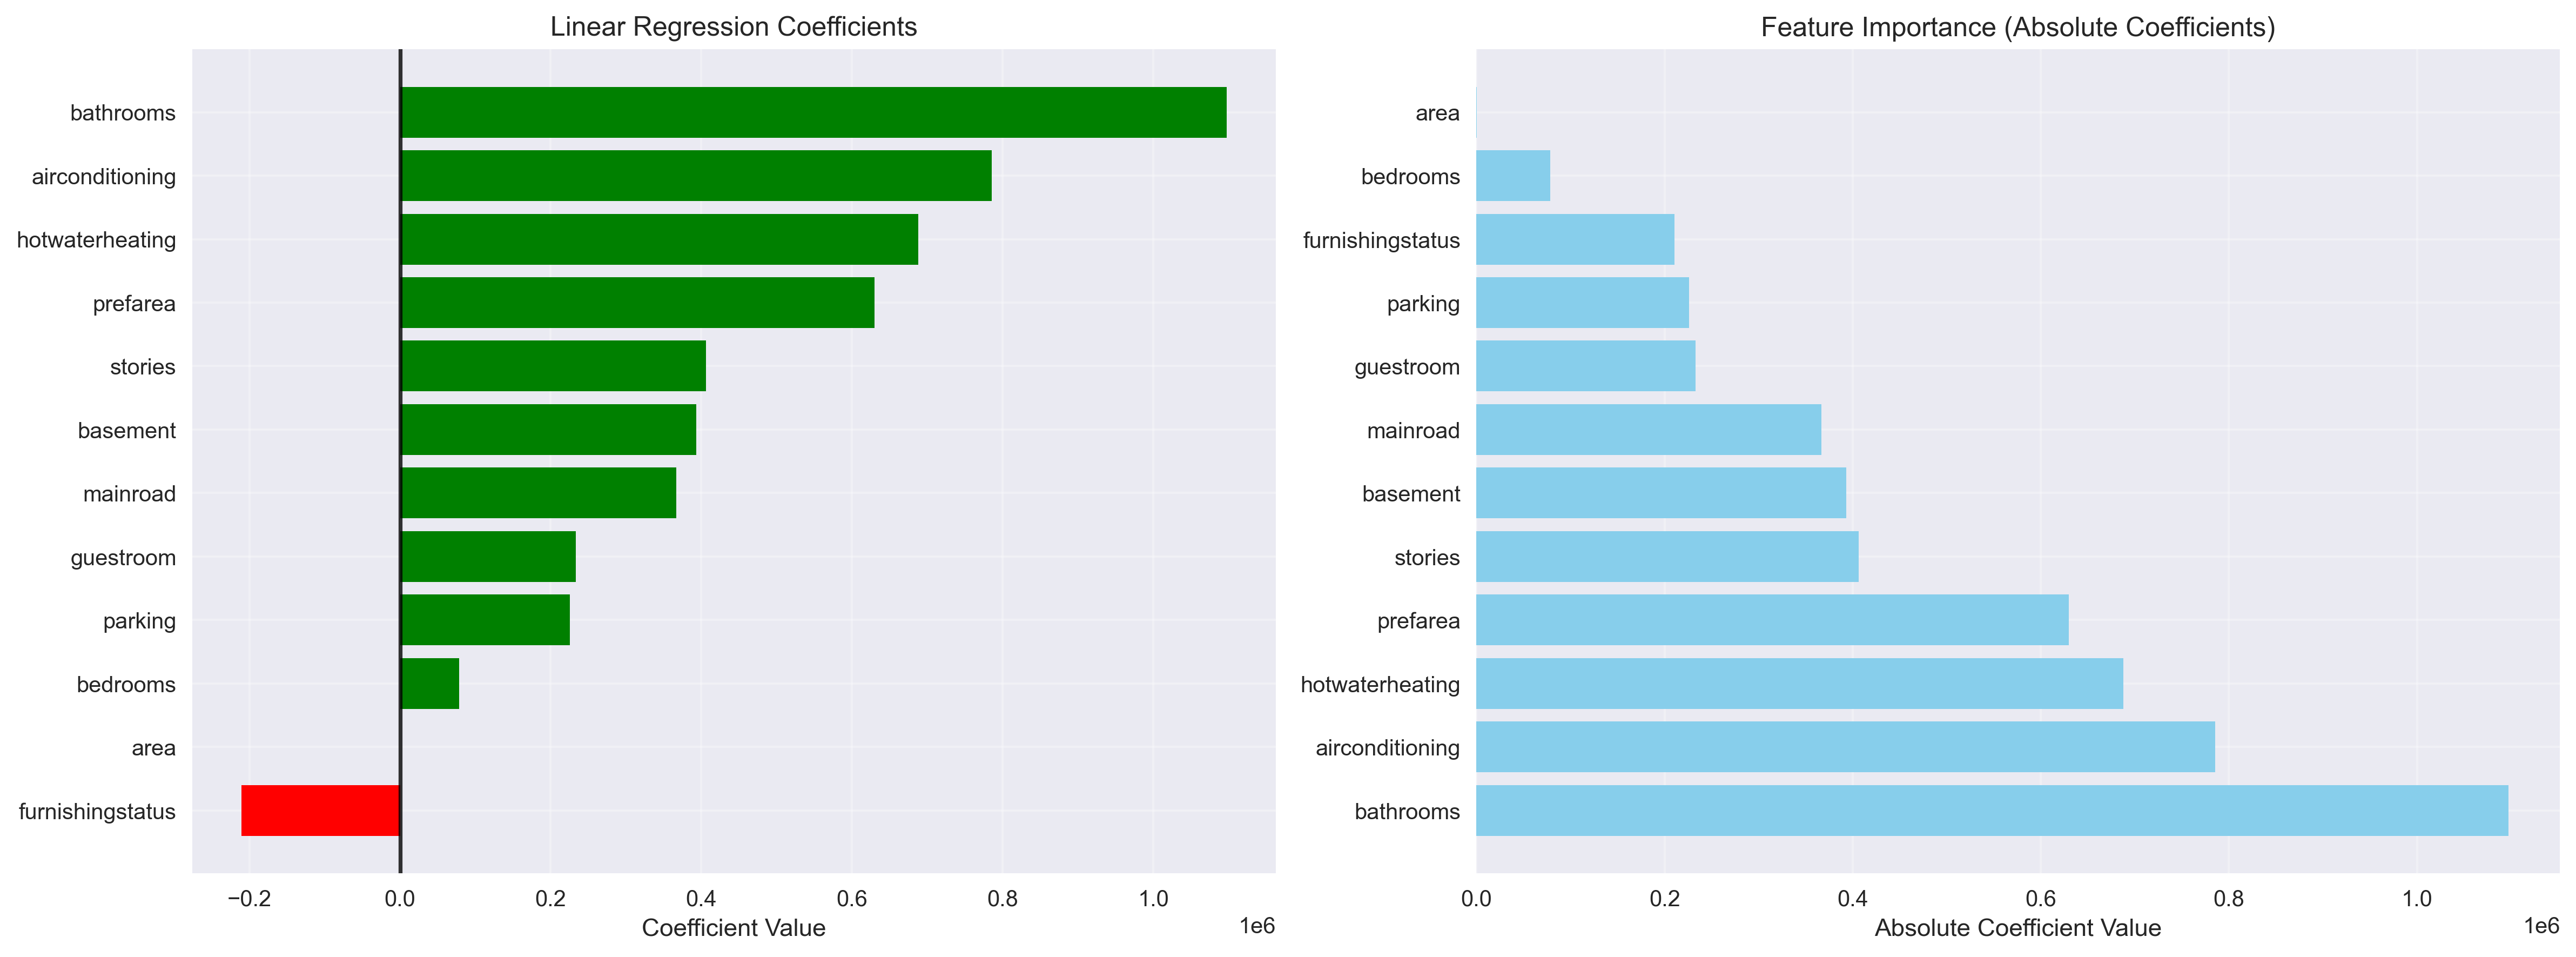 Linear Regression Coefficients
bathrooms
airconditioning
hotwaterheating
prefarea
stories
basement
mainroad
guestroom
parking
bedrooms
area
furnishingstatus
−0.2 0.0 0.2 0.4 0.6 0.8 1.0
1e6
Coefficient Value
Feature Importance (Absolute Coefficients)
area
bedrooms
furnishingstatus
parking
guestroom
mainroad
basement
stories
prefarea
hotwaterheating
airconditioning
bathrooms
0.0 0.2 0.4 0.6 0.8 1.0
1e6
Absolute Coefficient Value